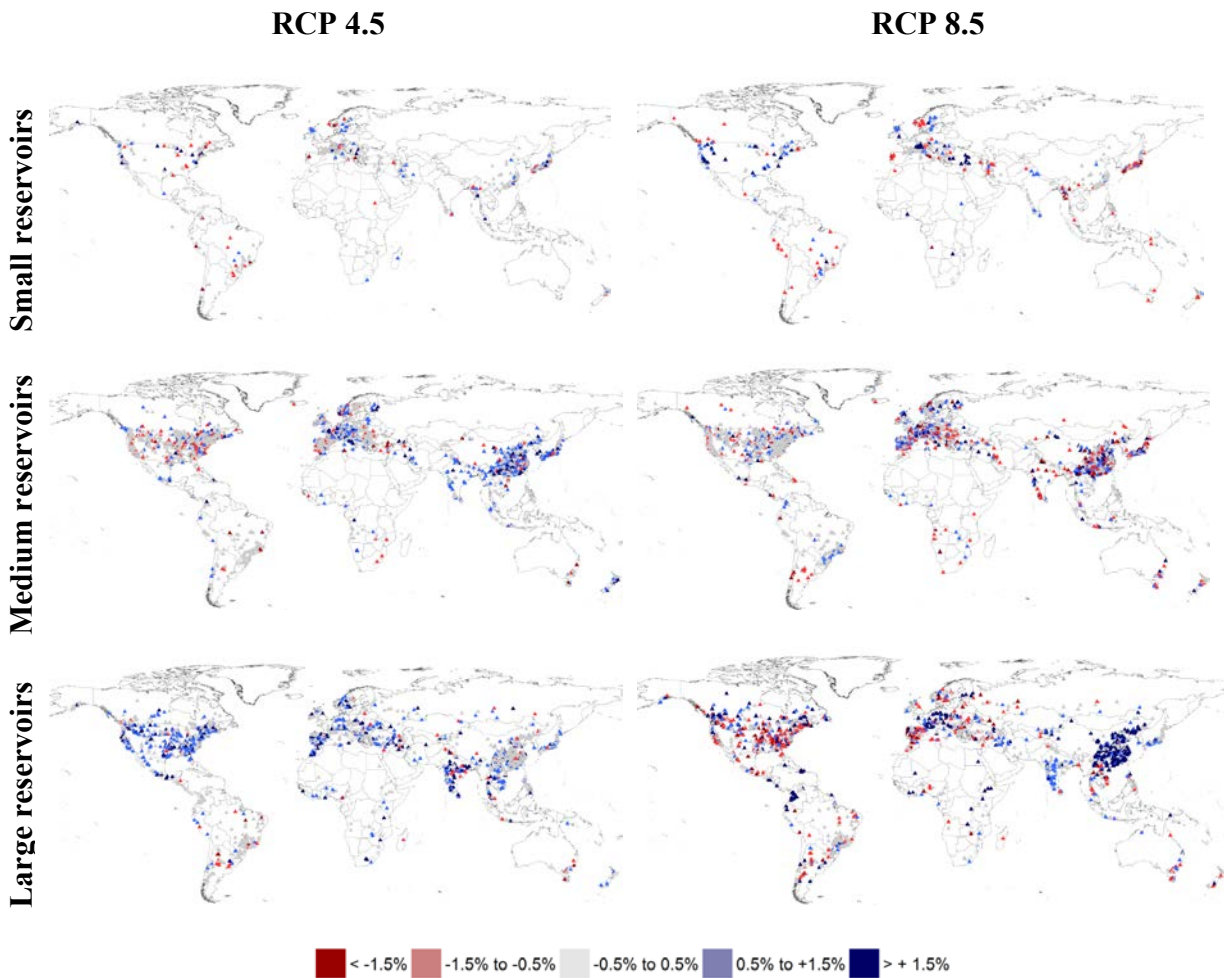 RCP 4.5 RCP 8.5
Small reservoirs
Medium reservoirs
Large reservoirs
< -1.5% -1.5% to -0.5% -0.5% to 0.5% 0.5% to +1.5% > + 1.5%